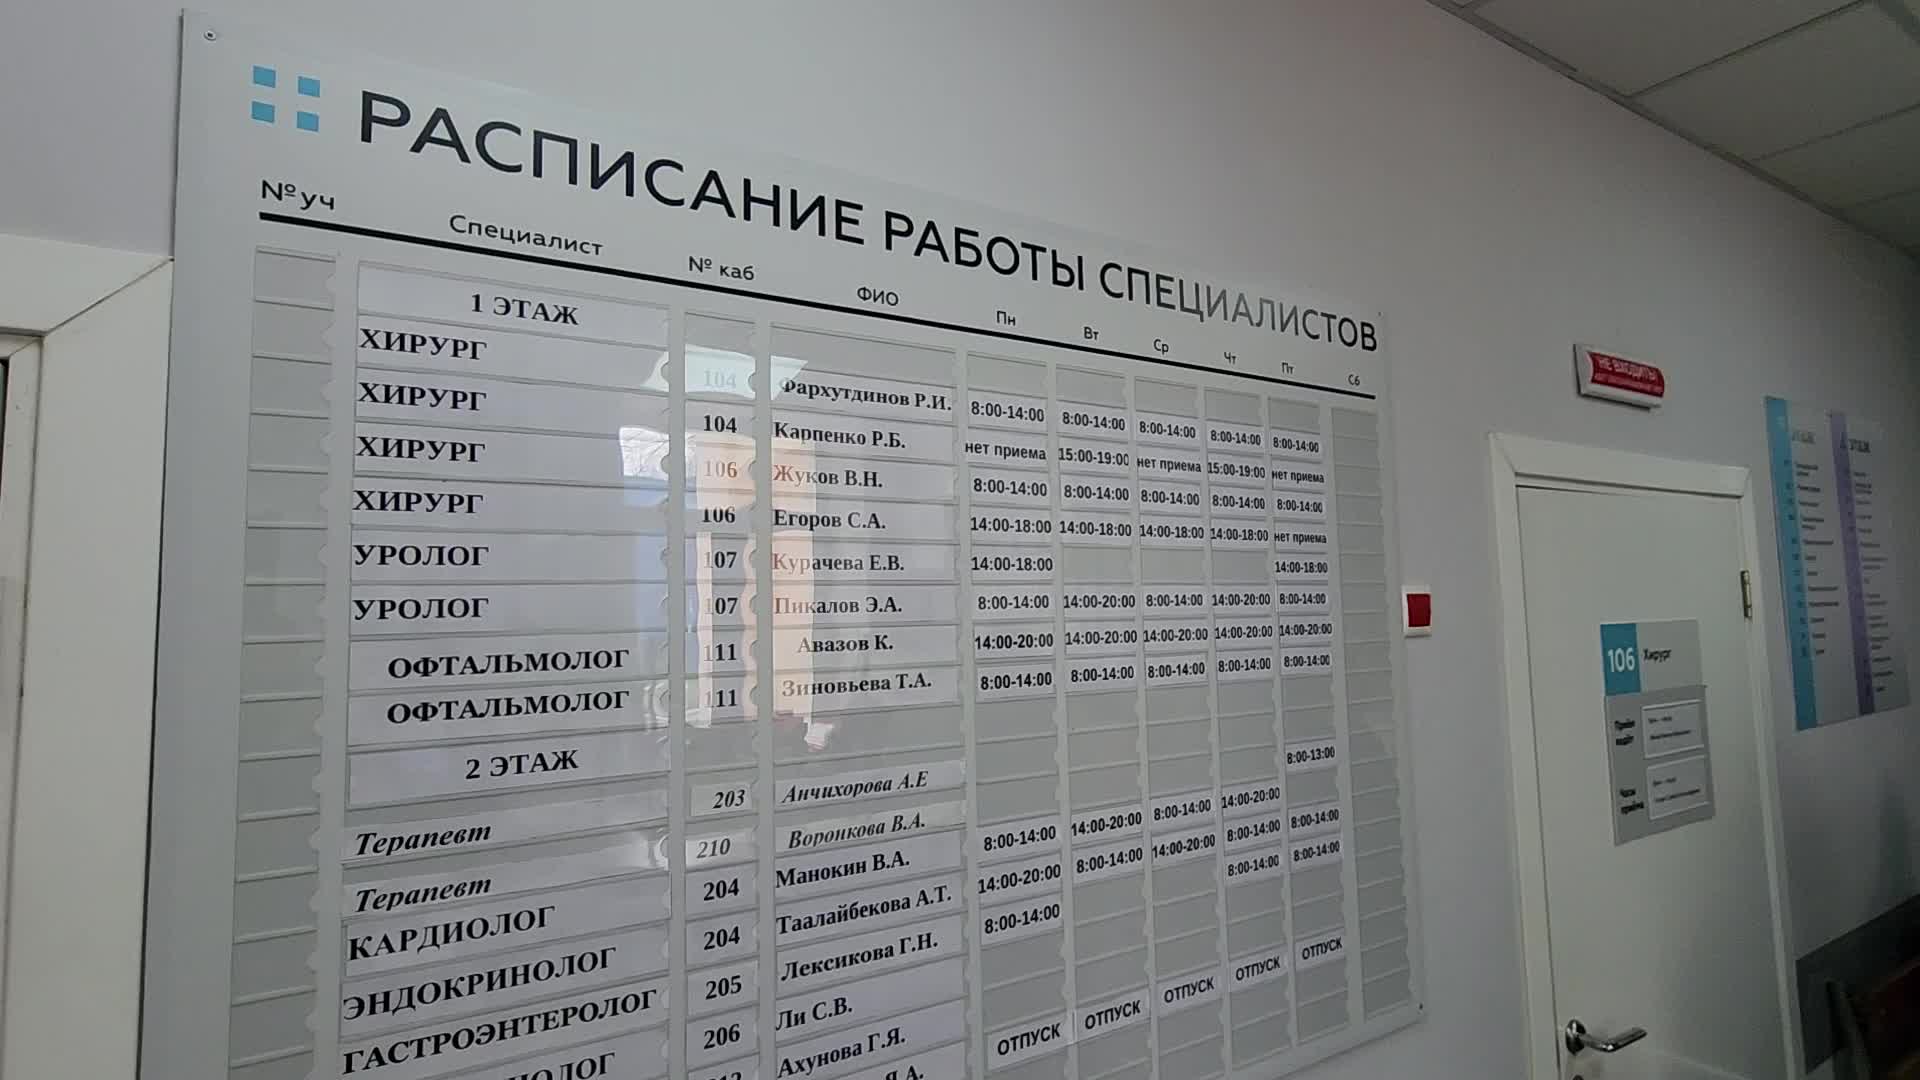 РАСПИСАНИЕ РАБОТЫ СПЕЦИАЛИСТОВ
№ уч Специалист № каб ФИО Пн Вт Ср Чт Пт Сб
1 ЭТАЖ
ХИРУРГ 104 Фархутдинов Р.И. 8:00-14:00 8:00-14:00 8:00-14:00 8:00-14:00 8:00-14:00
ХИРУРГ 104 Карпенко Р.Б. нет приема 15:00-19:00 нет приема 15:00-19:00 нет приема
ХИРУРГ 106 Жуков В.Н. 8:00-14:00 8:00-14:00 8:00-14:00 8:00-14:00 8:00-14:00
ХИРУРГ 106 Егоров С.А. 14:00-18:00 14:00-18:00 14:00-18:00 14:00-18:00 нет приема
УРОЛОГ 107 Курачева Е.В. 14:00-18:00 14:00-18:00
УРОЛОГ 107 Пикалов Э.А. 8:00-14:00 14:00-20:00 8:00-14:00 14:00-20:00 8:00-14:00
ОФТАЛЬМОЛОГ 111 Авазов К. 14:00-20:00 14:00-20:00 14:00-20:00 14:00-20:00 14:00-20:00
ОФТАЛЬМОЛОГ 111 Зиновьева Т.А. 8:00-14:00 8:00-14:00 8:00-14:00 8:00-14:00 8:00-14:00
2 ЭТАЖ
Терапевт 203 Анчихорова А.Е 8:00-13:00
Терапевт 210 Воронкова В.А. 8:00-14:00 14:00-20:00 8:00-14:00 14:00-20:00
КАРДИОЛОГ 204 Манокин В.А. 14:00-20:00 8:00-14:00 14:00-20:00 8:00-14:00 8:00-14:00
ЭНДОКРИНОЛОГ 204 Таалайбекова А.Т. 8:00-14:00 8:00-14:00 8:00-14:00
ГАСТРОЭНТЕРОЛОГ 205 Лексикова Г.Н.
206 Ли С.В. ОТПУСК ОТПУСК ОТПУСК ОТПУСК ОТПУСК
Ахунова Г.Я.
НЕ ВХОДИТЬ!
106 Хирург
Часы приёма